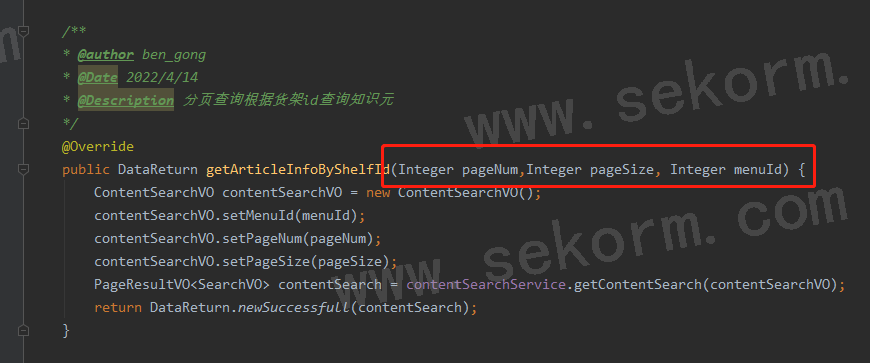 /**
* @author ben_gong
* @Date 2022/4/14
* @Description 分页查询根据货架id查询知识元
*/
@Override
public DataReturn getArticleInfoByShelfId(Integer pageNum,Integer pageSize, Integer menuId) {
ContentSearchVO contentSearchVO = new ContentSearchVO();
contentSearchVO.setMenuId(menuId);
contentSearchVO.setPageNum(pageNum);
contentSearchVO.setPageSize(pageSize);
PageResultVO<SearchVO> contentSearch = contentSearchService.getContentSearch(contentSearchVO);
return DataReturn.newSuccessfull(contentSearch);
}
www.sekorm.
www.sekorm.com
m